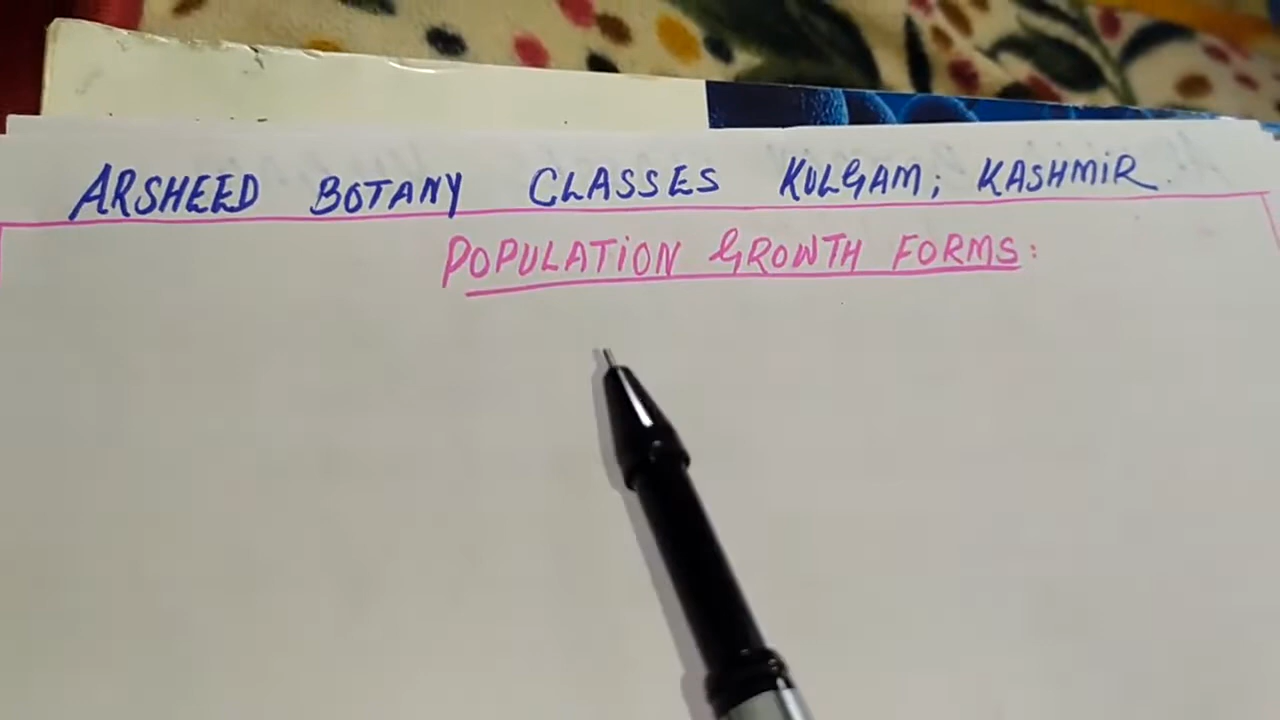 ARSHEED BOTANY CLASSES KULGAM; KASHMIR.
POPULATION GROWTH FORMS: